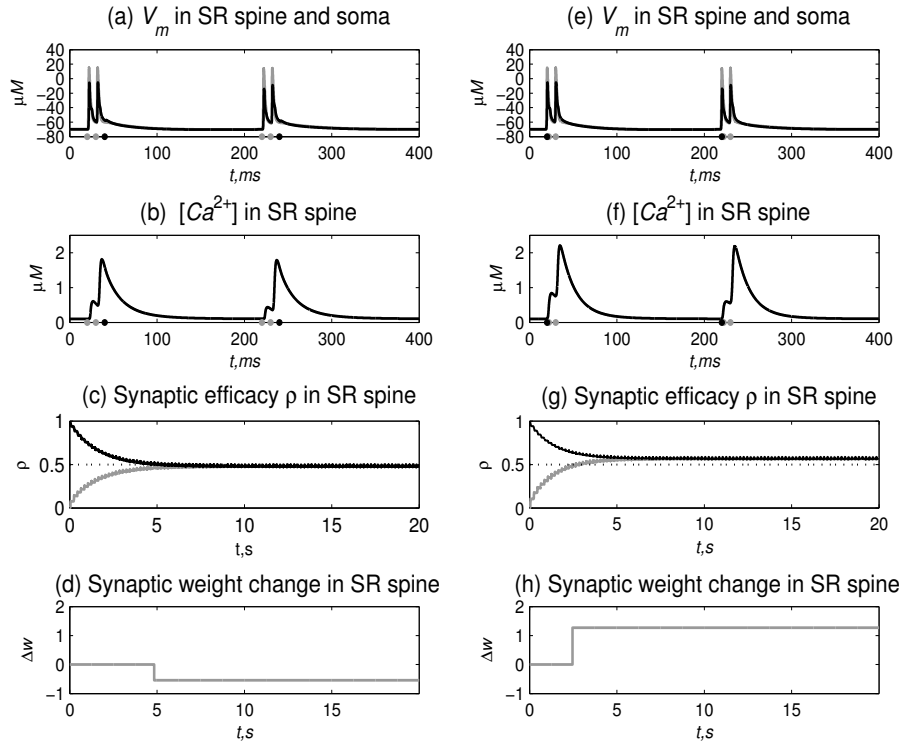 (a) V_m in SR spine and soma
μM
40
20
0
−20
−40
−60
−80
0 100 200 300 400
t,ms
(b) [Ca²⁺] in SR spine
μM
2
1
0
0 100 200 300 400
t,ms
(c) Synaptic efficacy ρ in SR spine
ρ
1
0.5
0
0 5 10 15 20
t,s
(d) Synaptic weight change in SR spine
Δw
2
1
0
−1
0 5 10 15 20
t,s
(e) V_m in SR spine and soma
μM
40
20
0
−20
−40
−60
−80
0 100 200 300 400
t,ms
(f) [Ca²⁺] in SR spine
μM
2
1
0
0 100 200 300 400
t,ms
(g) Synaptic efficacy ρ in SR spine
ρ
1
0.5
0
0 5 10 15 20
t,s
(h) Synaptic weight change in SR spine
Δw
2
1
0
−1
0 5 10 15
t,s